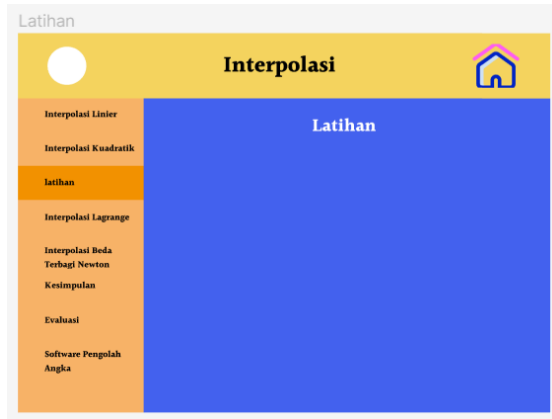 Latihan
Interpolasi
Interpolasi Linier
Interpolasi Kuadratik
latihan
Interpolasi Lagrange
Interpolasi Beda
Terbagi Newton
Kesimpulan
Evaluasi
Software Pengolah
Angka
Latihan